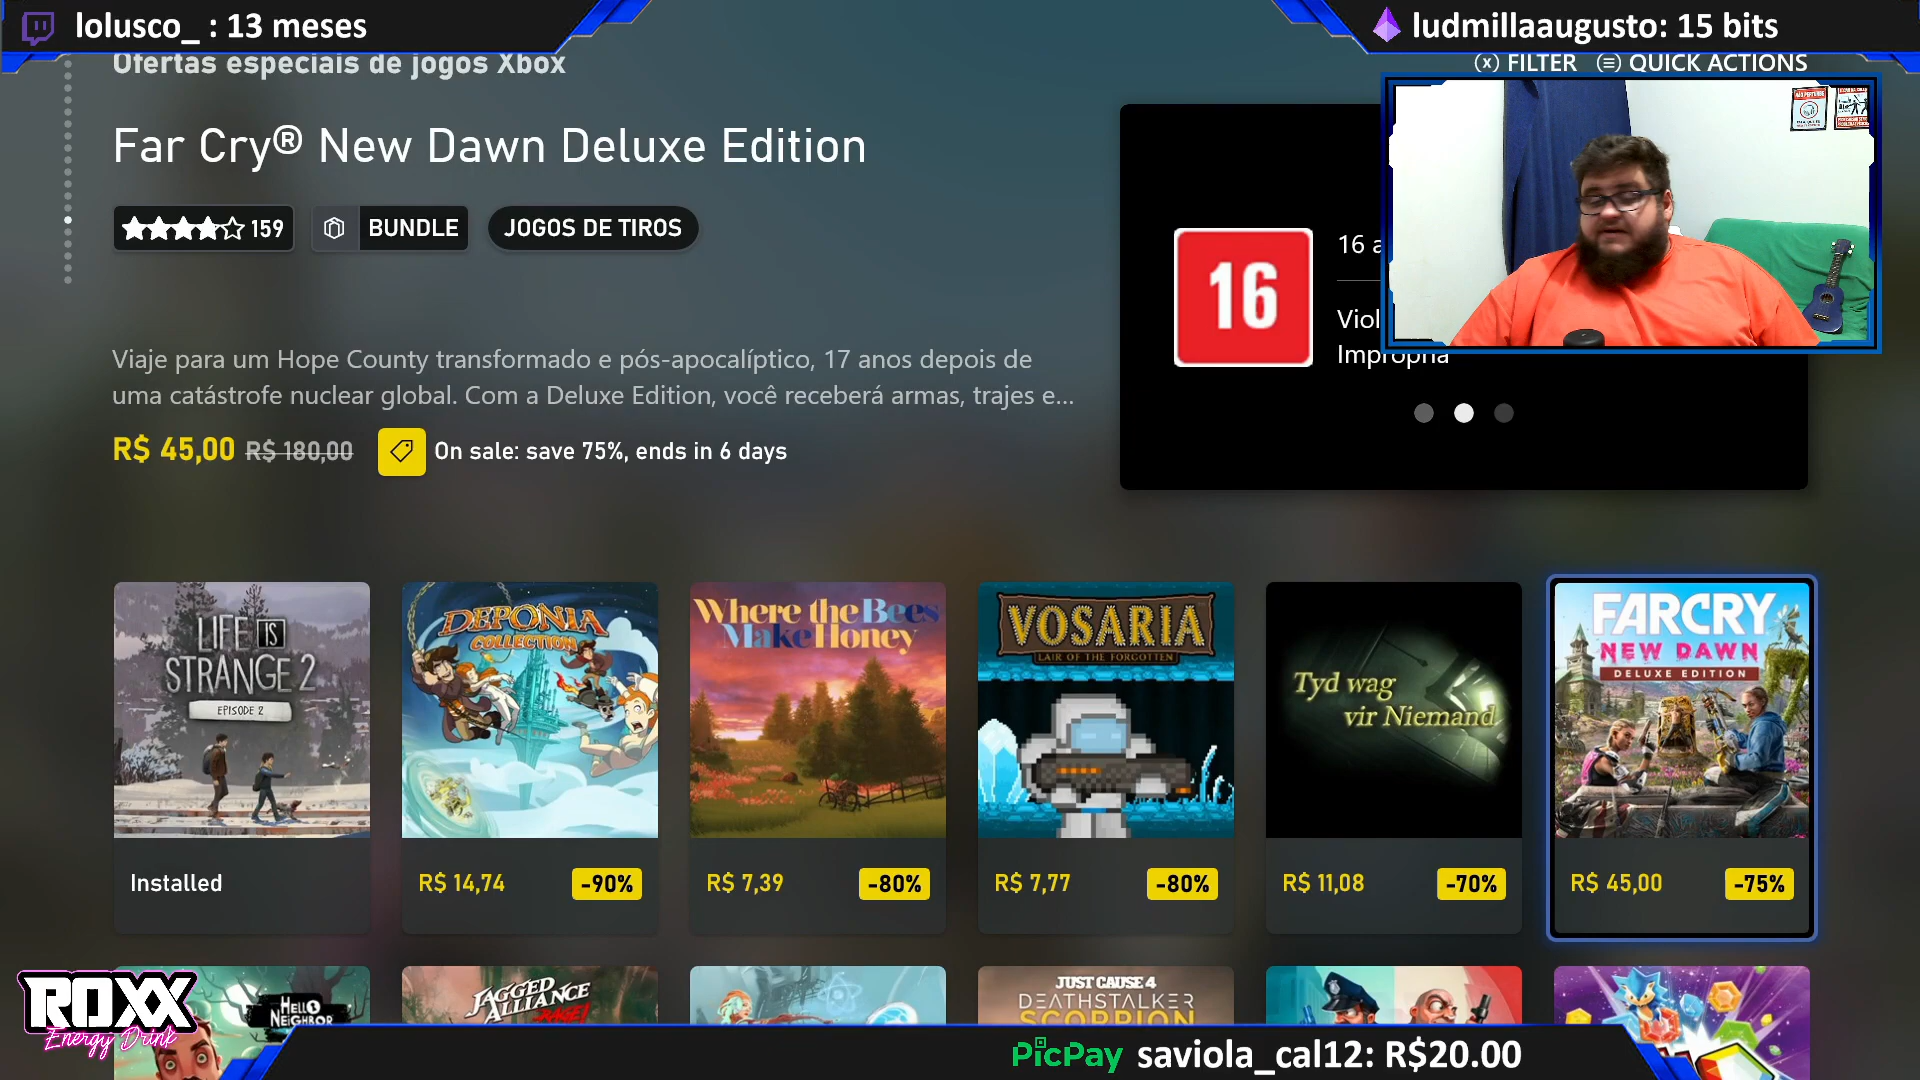 lolusco_ : 13 meses
ludmillaaugusto: 15 bits
Ofertas especiais de jogos Xbox
(x) FILTER
QUICK ACTIONS
Far Cry® New Dawn Deluxe Edition
159
BUNDLE
JOGOS DE TIROS
16
16 a
Viol
Imprópria
Viaje para um Hope County transformado e pós-apocalíptico, 17 anos depois de
uma catástrofe nuclear global. Com a Deluxe Edition, você receberá armas, trajes e...
R$ 45,00 R$ 180,00
On sale: save 75%, ends in 6 days
LIFE IS
STRANGE 2
EPISODE 2
DEPONIA
COLLECTION
Where the Bees
Make Honey
VOSARIA
LAIR OF THE FORGOTTEN
Tyd wag
vir Niemand
FARCRY
NEW DAWN
DELUXE EDITION
Installed
R$ 14,74
-90%
R$ 7,39
-80%
R$ 7,77
-80%
R$ 11,08
-70%
R$ 45,00
-75%
ROXX
Energy Drink
HELLO
NEIGHBOR
JAGGED
ALLIANCE
RAGE!
JUST CAUSE 4
DEATHSTALKER
SCORPION
PicPay
saviola_cal12: R$20.00